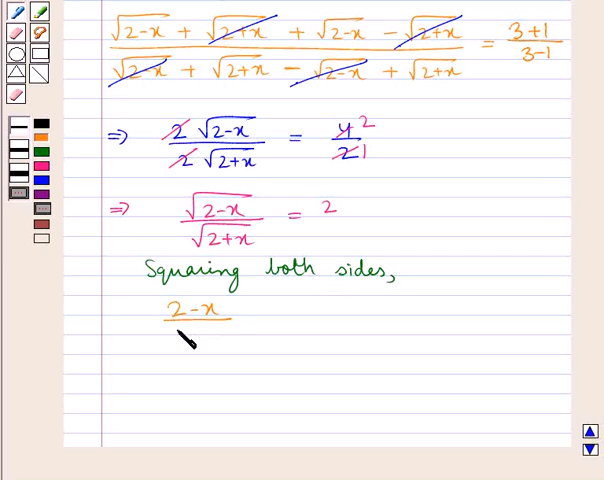 (√(2-x) + √(2+x) + √(2-x) - √(2+x)) / (√(2-x) + √(2+x) - √(2-x) + √(2+x)) = (3+1) / (3-1)
⇒ 2 √(2-x) / 2 √(2+x) = 4 2 / 2 1
⇒ √(2-x) / √(2+x) = 2
Squaring both sides,
2-x